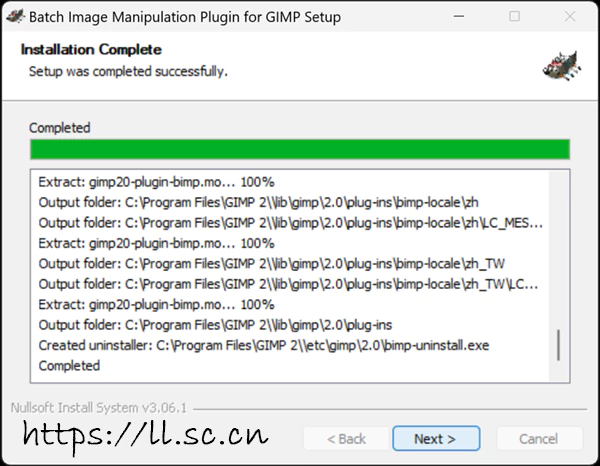 Batch Image Manipulation Plugin for GIMP Setup
Installation Complete
Setup was completed successfully.
Completed
Extract: gimp20-plugin-bimp.mo... 100%
Output folder: C:\Program Files\GIMP 2\\lib\gimp\2.0\plug-ins\bimp-locale\zh
Output folder: C:\Program Files\GIMP 2\\lib\gimp\2.0\plug-ins\bimp-locale\zh\LC_MES...
Extract: gimp20-plugin-bimp.mo... 100%
Output folder: C:\Program Files\GIMP 2\\lib\gimp\2.0\plug-ins\bimp-locale\zh_TW
Output folder: C:\Program Files\GIMP 2\\lib\gimp\2.0\plug-ins\bimp-locale\zh_TW\LC...
Extract: gimp20-plugin-bimp.mo... 100%
Output folder: C:\Program Files\GIMP 2\\lib\gimp\2.0\plug-ins
Created uninstaller: C:\Program Files\GIMP 2\\etc\gimp\2.0\bimp-uninstall.exe
Completed
Nullsoft Install System v3.06.1
https://ll.sc.cn
< Back Next > Cancel